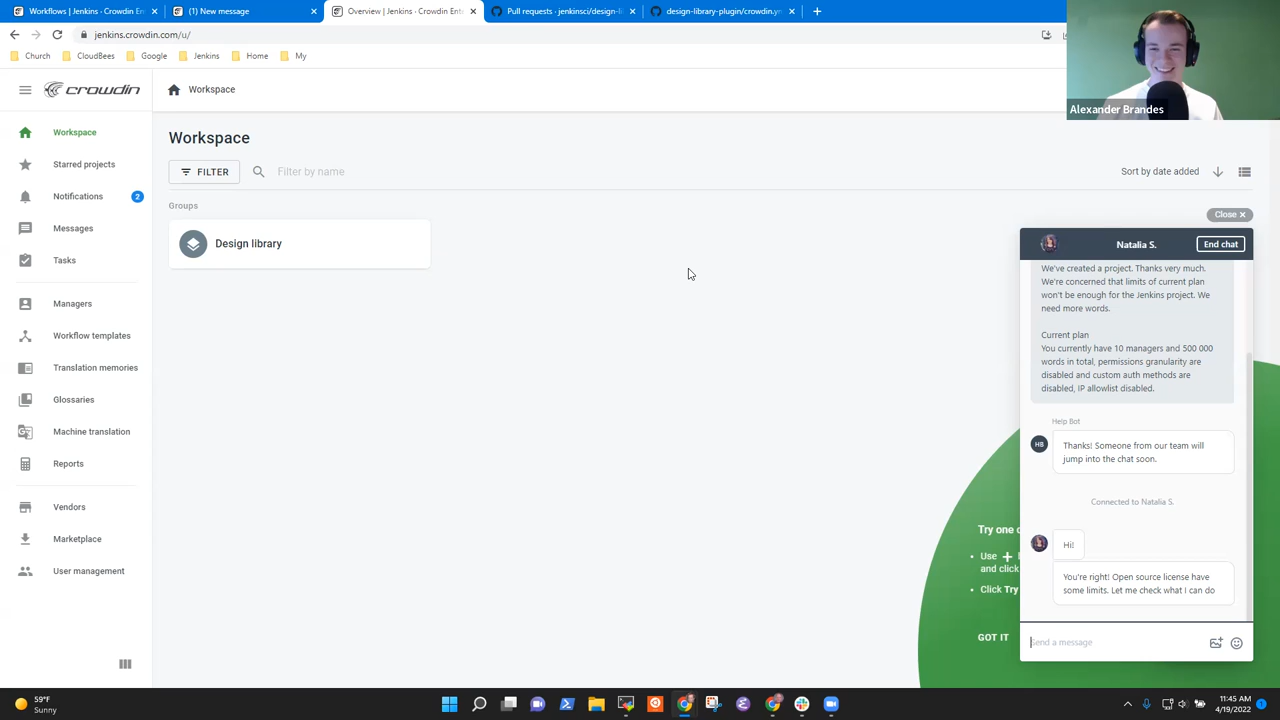 Workflows | Jenkins - Crowdin En
(1) New message
Overview | Jenkins - Crowdin Ent
Pull requests · jenkinsci/design-li
design-library-plugin/crowdin.ym
jenkins.crowdin.com/u/
Church
CloudBees
Google
Jenkins
Home
My
Alexander Brandes
crowdin
Workspace
Workspace
Starred projects
Notifications
2
Messages
Tasks
Managers
Workflow templates
Translation memories
Glossaries
Machine translation
Reports
Vendors
Marketplace
User management
Workspace
FILTER
Filter by name
Sort by date added
Groups
Design library
Close
Natalia S.
End chat
We've created a project. Thanks very much.
We're concerned that limits of current plan
won't be enough for the Jenkins project. We
need more words.
Current plan
You currently have 10 managers and 500 000
words in total, permissions granularity are
disabled and custom auth methods are
disabled, IP allowlist disabled.
Help Bot
HB
Thanks! Someone from our team will
jump into the chat soon.
Connected to Natalia S.
Hi!
You're right! Open source license have
some limits. Let me check what I can do
Send a message
Try one
Use +
and click
Click Try
GOT IT
59°F
Sunny
11:45 AM
4/19/2022